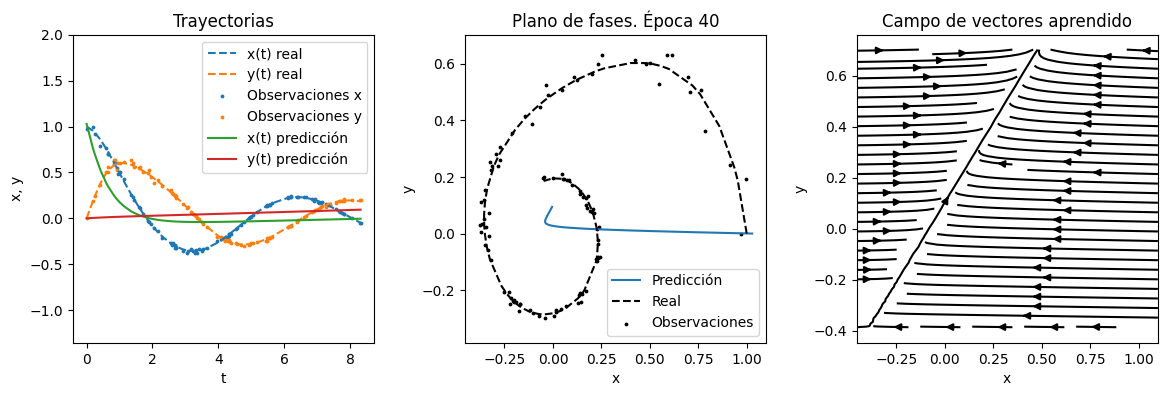 Trayectorias
2.0
1.5
1.0
0.5
0.0
−0.5
−1.0
x, y
0 2 4 6 8
t
x(t) real
y(t) real
Observaciones x
Observaciones y
x(t) predicción
y(t) predicción
Plano de fases. Época 40
0.6
0.4
0.2
0.0
−0.2
y
−0.25 0.00 0.25 0.50 0.75 1.00
x
Predicción
Real
Observaciones
Campo de vectores aprendido
0.6
0.4
0.2
0.0
−0.2
−0.4
y
−0.25 0.00 0.25 0.50 0.75 1.00
x